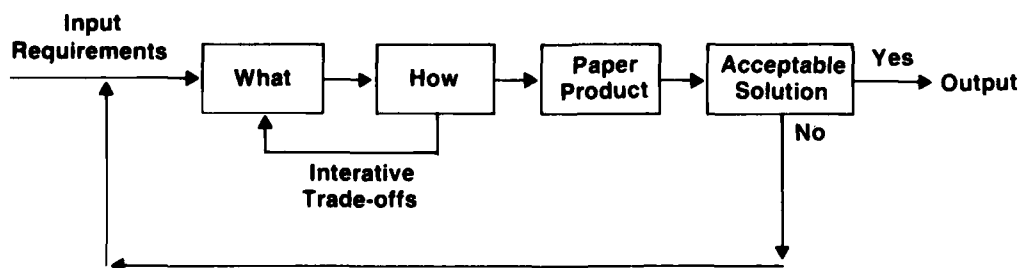 Input
Requirements
What
How
Paper
Product
Acceptable
Solution
Yes
Output
No
Interative
Trade-offs